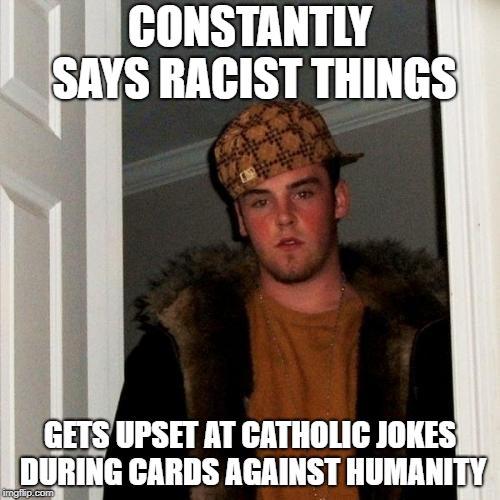 CONSTANTLY
SAYS RACIST THINGS
GETS UPSET AT CATHOLIC JOKES
DURING CARDS AGAINST HUMANITY
imgflip.com